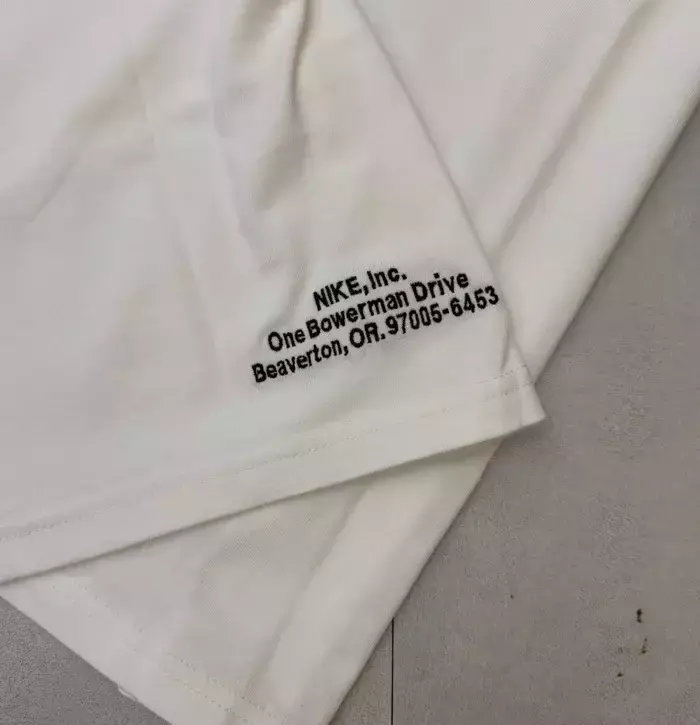 NIKE, Inc.
One Bowerman Drive
Beaverton, OR. 97005-6453